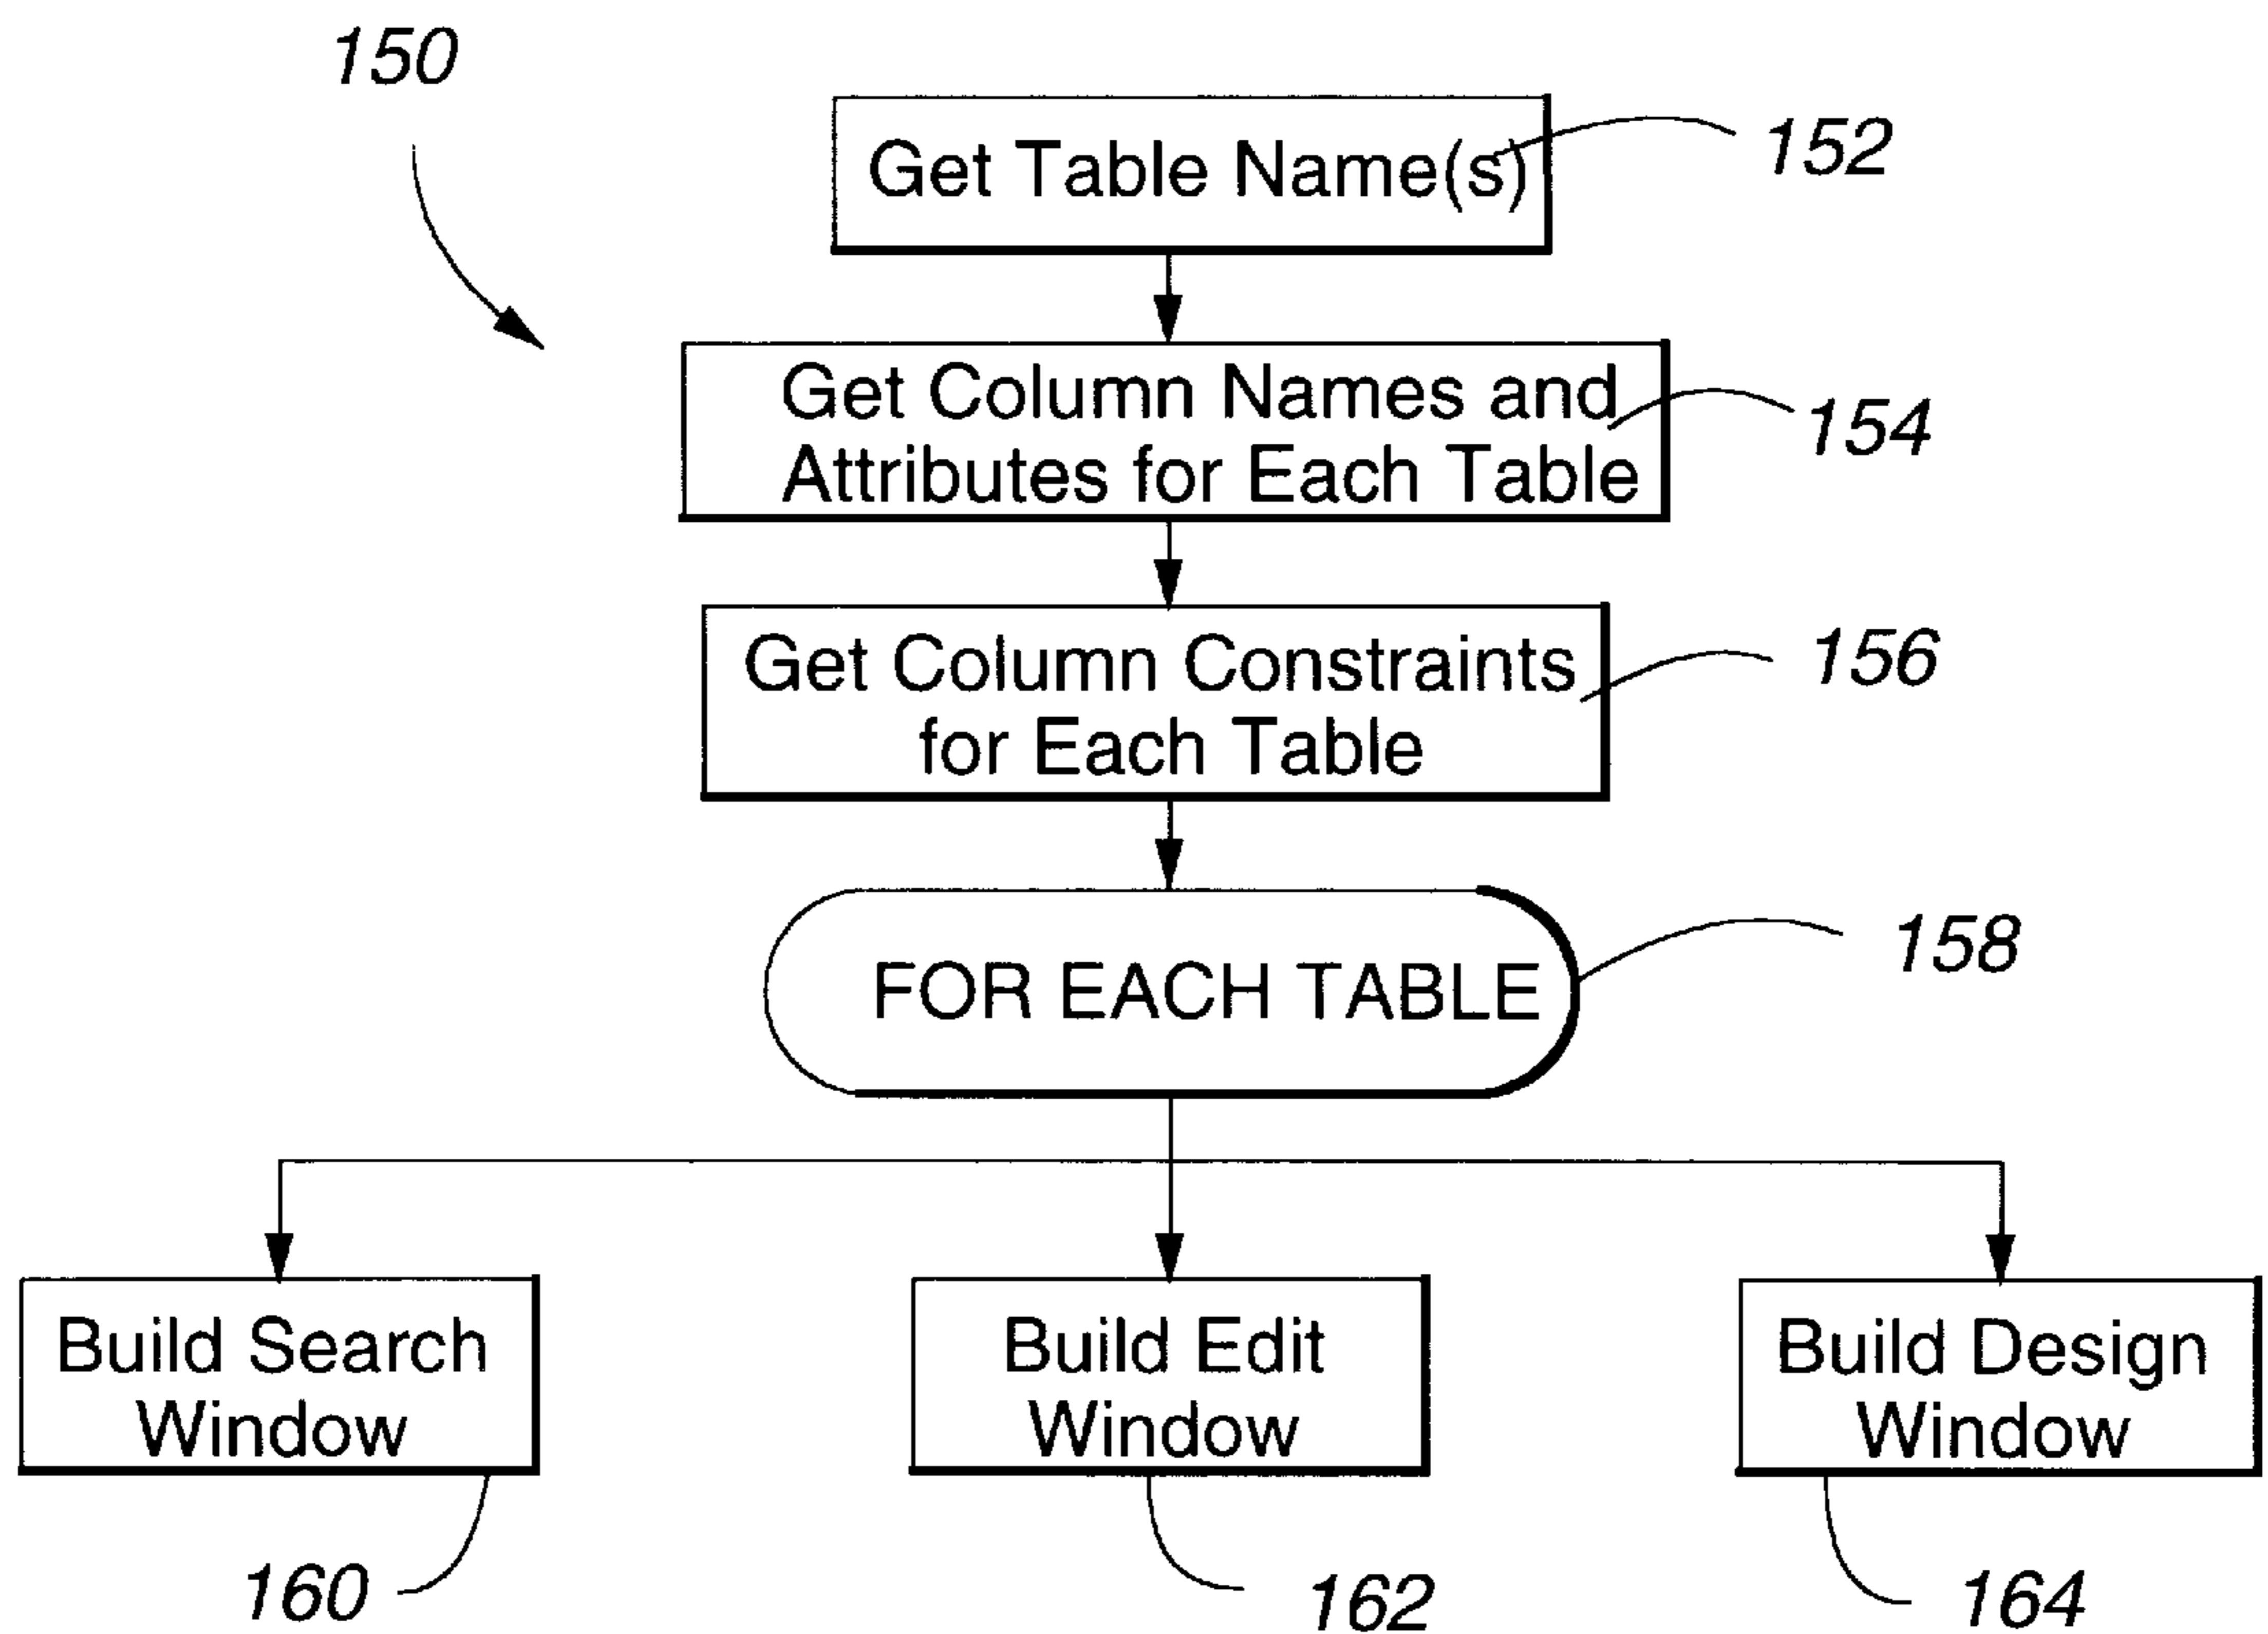 150
Get Table Name(s)
152
Get Column Names and
Attributes for Each Table
154
Get Column Constraints
for Each Table
156
FOR EACH TABLE
158
Build Search
Window
160
Build Edit
Window
162
Build Design
Window
164